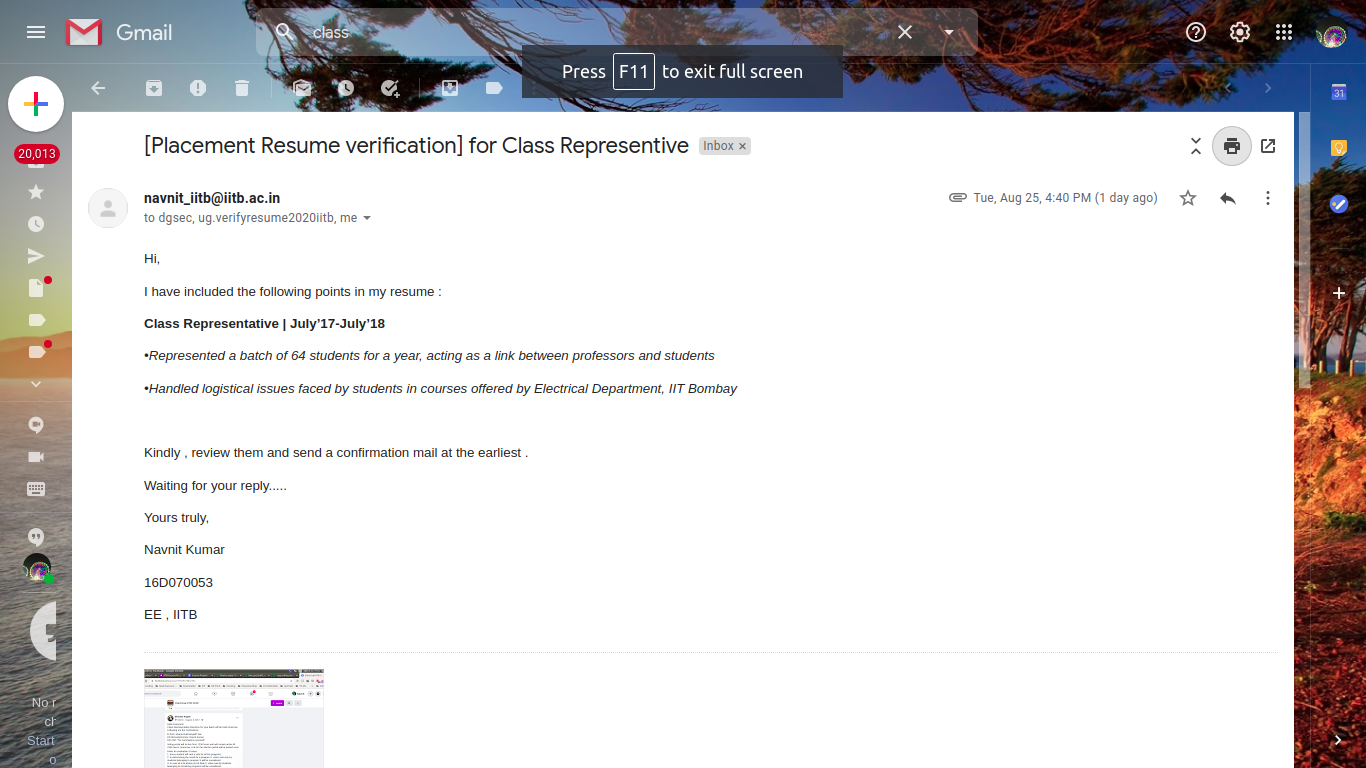 Gmail
class
Press F11 to exit full screen
31
20,013
[Placement Resume verification] for Class Representive Inbox ×
navnit_iitb@iitb.ac.in
Tue, Aug 25, 4:40 PM (1 day ago)
to dgsec, ug.verifyresume2020iitb, me
Hi,
I have included the following points in my resume :
Class Representative | July’17-July’18
•Represented a batch of 64 students for a year, acting as a link between professors and students
•Handled logistical issues faced by students in courses offered by Electrical Department, IIT Bombay
Kindly , review them and send a confirmation mail at the earliest .
Waiting for your reply.....
Yours truly,
Navnit Kumar
16D070053
EE , IITB
No r
ch
Start
o